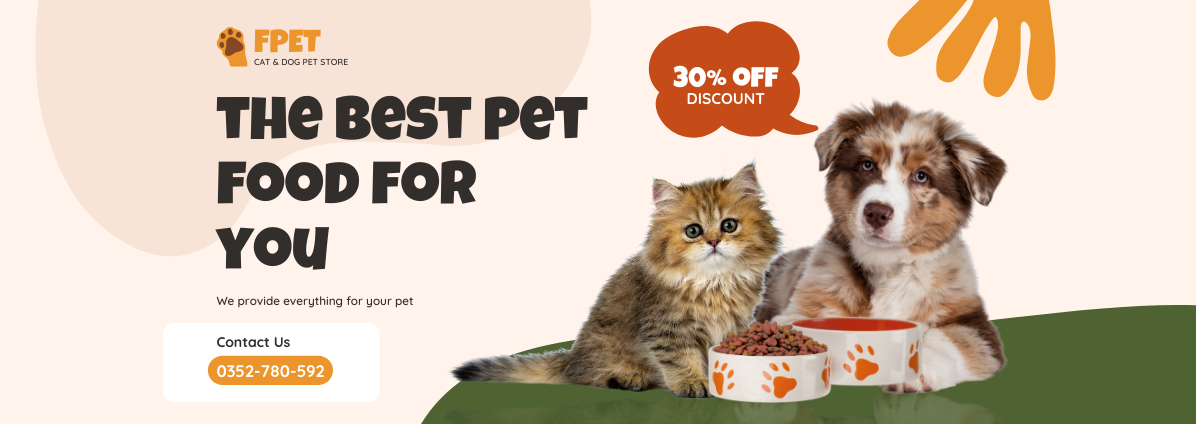 FPET
CAT & DOG PET STORE
THE BEST PET
FOOD FOR
YOU
We provide everything for your pet
Contact Us
0352-780-592
30% OFF
DISCOUNT